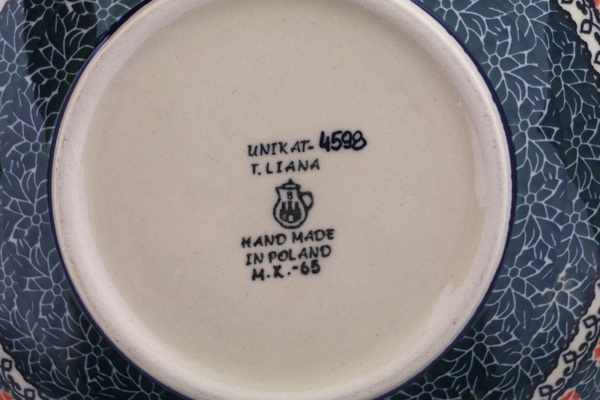 UNIKAT-4598
T. LIANA
HAND MADE
IN POLAND
M.K.-65